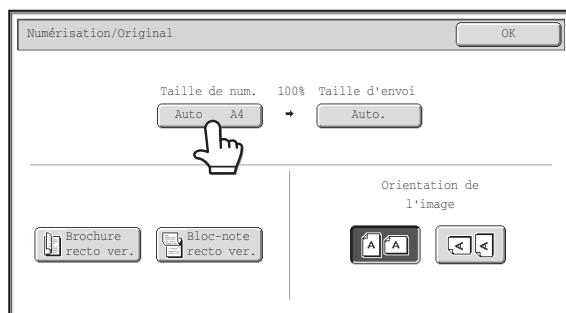 Numérisation/Original
OK
Taille de num. 100% Taille d'envoi
Auto A4 → Auto.
Orientation de
l'image
Brochure
recto ver.
Bloc-note
recto ver.
A A
A A